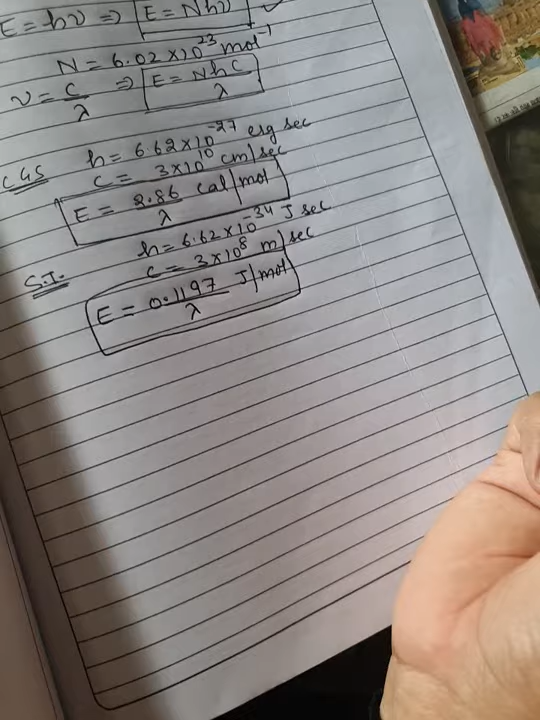 E = hν ⇒ E = Nhν ✓
N = 6.02 × 10²³ mol⁻¹
ν = c/λ ⇒ E = Nhc/λ
CGS h = 6.62 × 10⁻²⁷ erg sec
c = 3 × 10¹⁰ cm/sec
E = 2.86/λ cal/mol
h = 6.62 × 10⁻³⁴ J sec
S.I. c = 3 × 10⁸ m/sec
E = 0.1197/λ J/mol